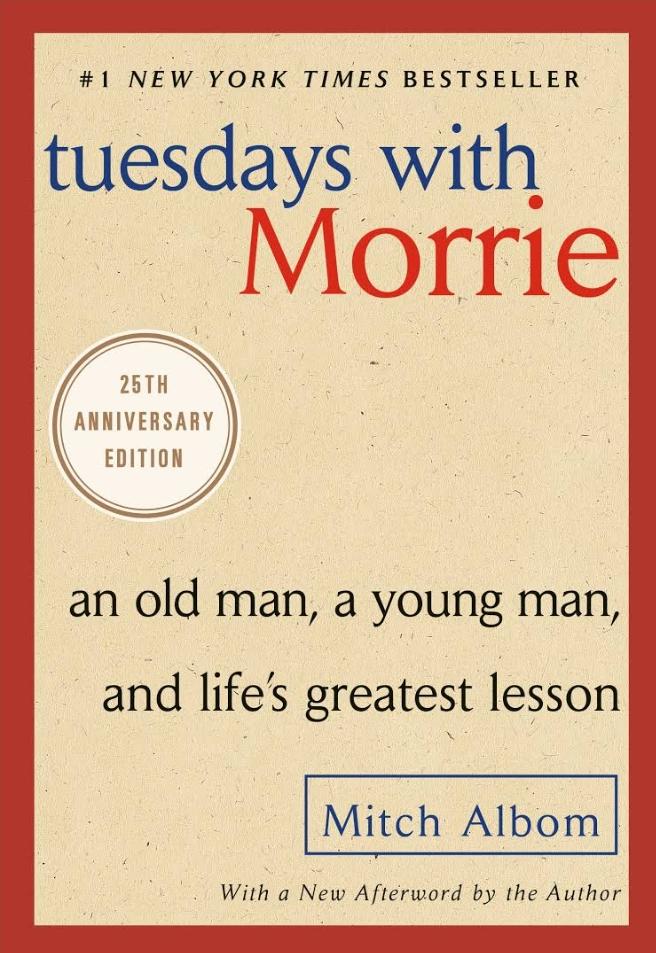 #1 NEW YORK TIMES BESTSELLER
tuesdays with
Morrie
25TH
ANNIVERSARY
EDITION
an old man, a young man,
and life's greatest lesson
Mitch Albom
With a New Afterword by the Author